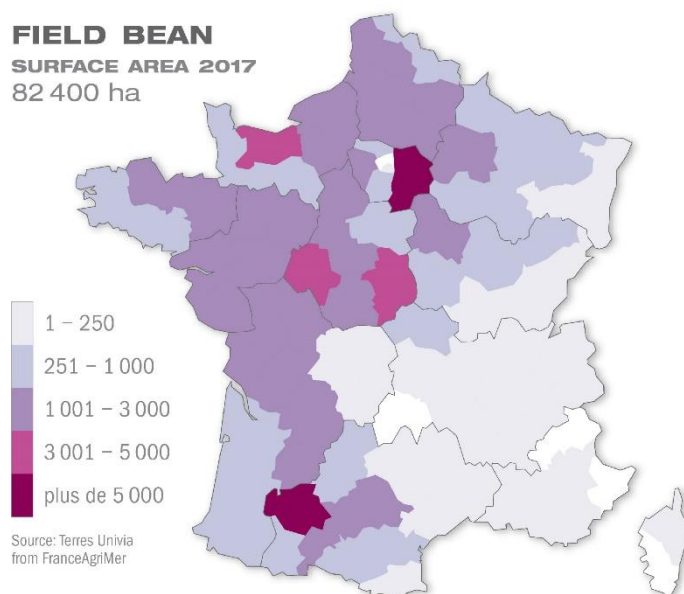 FIELD BEAN
SURFACE AREA 2017
82 400 ha
1 – 250
251 – 1 000
1 001 – 3 000
3 001 – 5 000
plus de 5 000
Source: Terres Univia
from FranceAgriMer